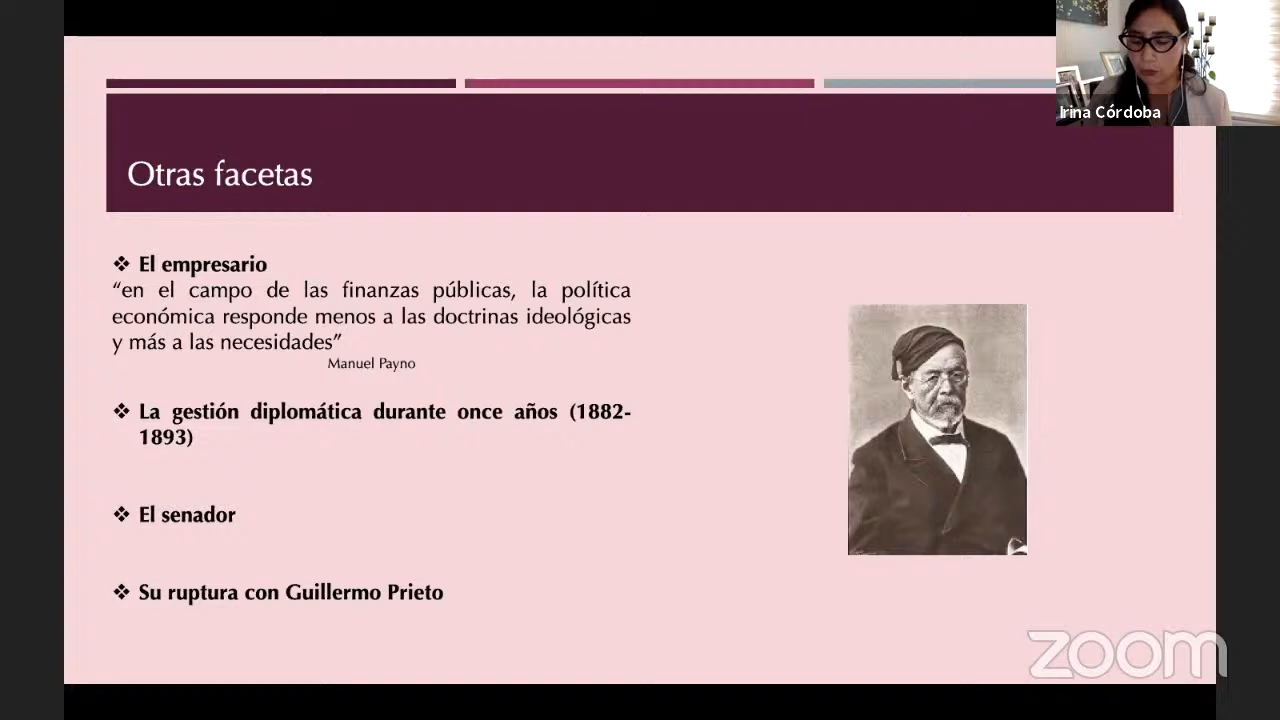 Irina Córdoba
Otras facetas
❖ El empresario
“en el campo de las finanzas públicas, la política
económica responde menos a las doctrinas ideológicas
y más a las necesidades”
Manuel Payno
❖ La gestión diplomática durante once años (1882-
1893)
❖ El senador
❖ Su ruptura con Guillermo Prieto
zoom